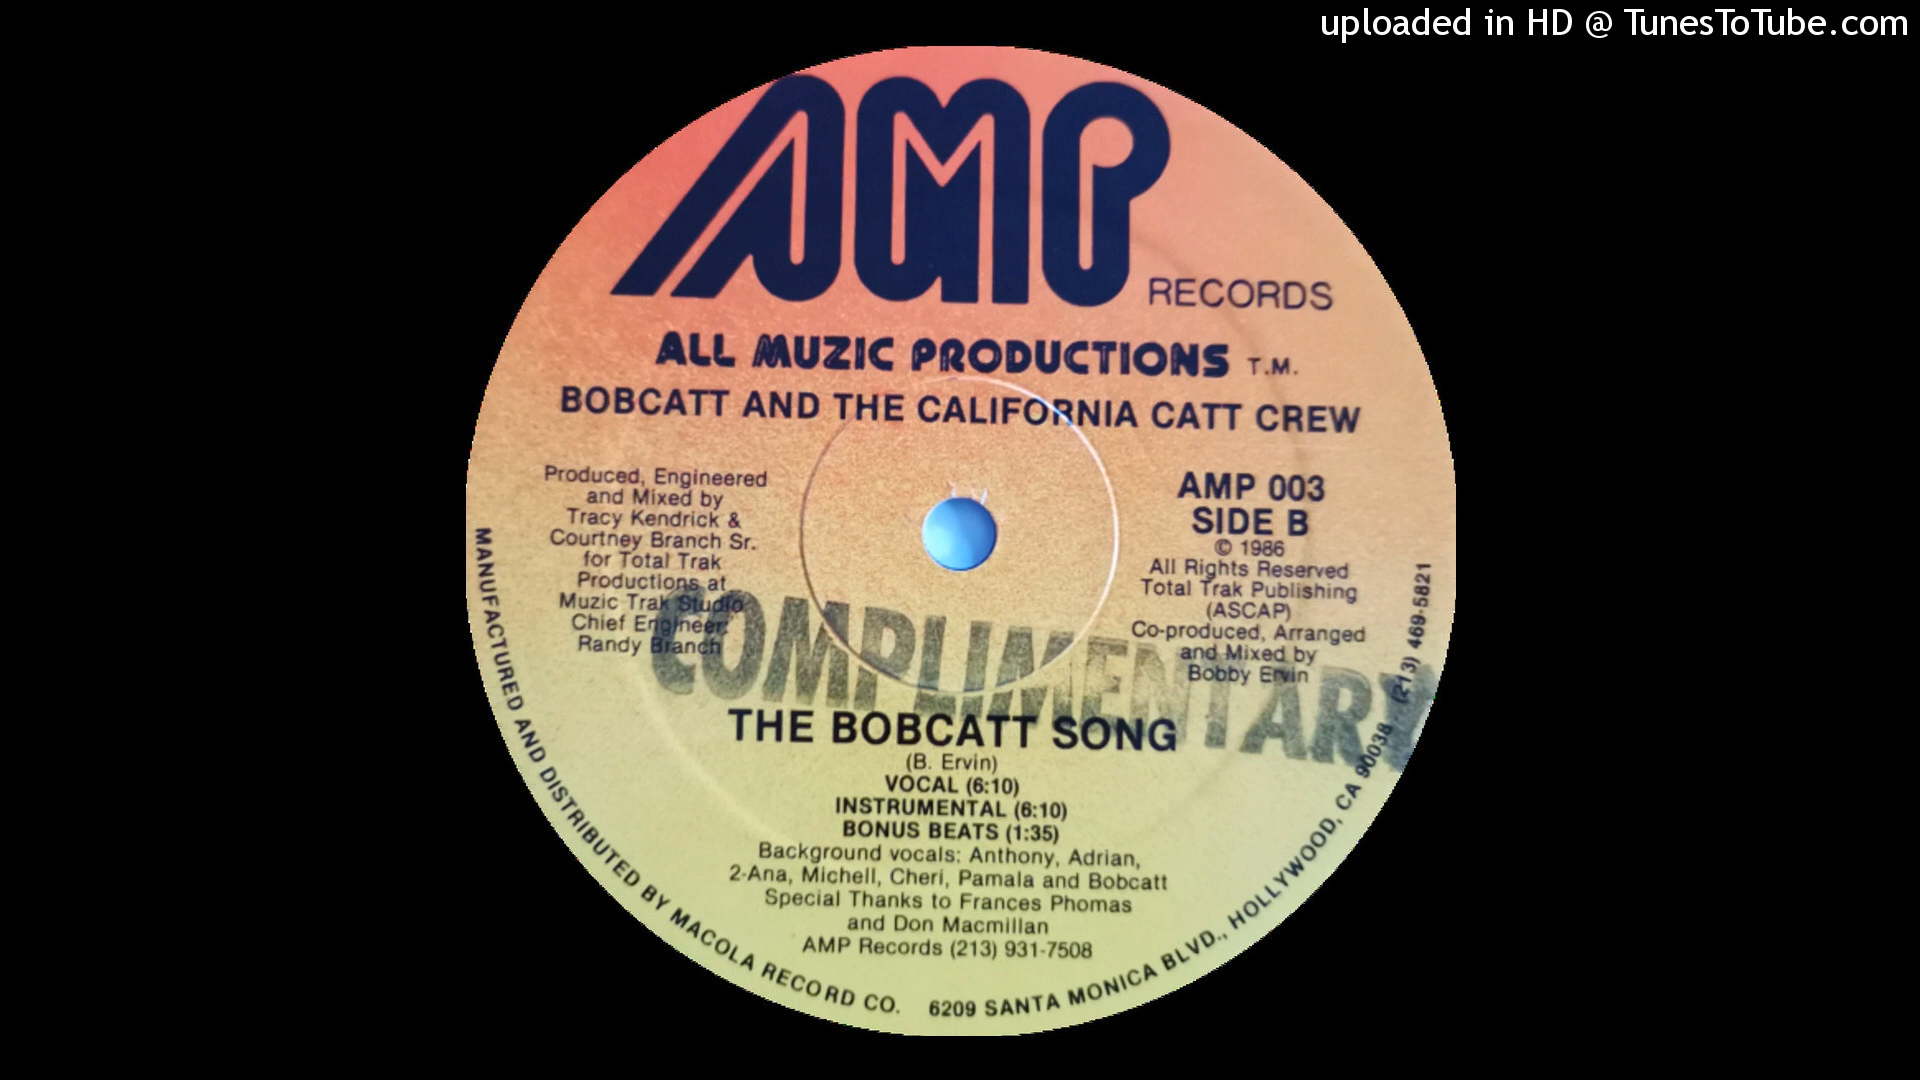 uploaded in HD @ TunesToTube.com
AMP
RECORDS
ALL MUZIC PRODUCTIONS T.M.
BOBCATT AND THE CALIFORNIA CATT CREW
Produced, Engineered
and Mixed by
Tracy Kendrick &
Courtney Branch Sr.
for Total Trak
Productions at
Muzic Trak Studio
Chief Engineer:
Randy Branch
AMP 003
SIDE B
© 1986
All Rights Reserved
Total Trak Publishing
(ASCAP)
Co-produced, Arranged
and Mixed by
Bobby Ervin
COMPLIMENTARY
THE BOBCATT SONG
(B. Ervin)
VOCAL (6:10)
INSTRUMENTAL (6:10)
BONUS BEATS (1:35)
Background vocals: Anthony, Adrian,
2-Ana, Michell, Cheri, Pamala and Bobcatt
Special Thanks to Frances Phomas
and Don Macmillan
AMP Records (213) 931-7508
MANUFACTURED AND DISTRIBUTED BY MACOLA RECORD CO. 6209 SANTA MONICA BLVD., HOLLYWOOD, CA 90038 (213) 469-5821